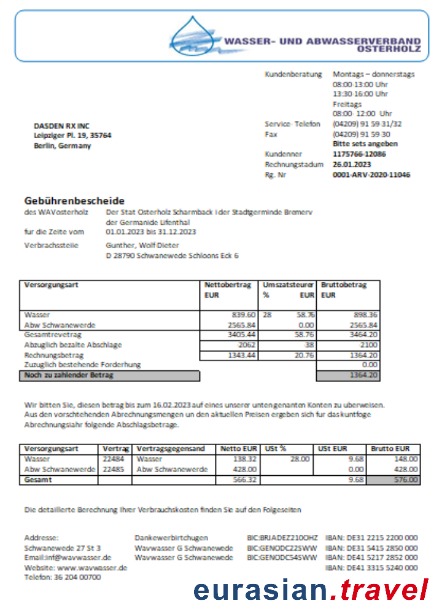 WASSER- UND ABWASSERVERBAND
OSTERHOLZ
Kundenberatung Montags – donnerstags
08:00-13:00 Uhr
13:30-16:00 Uhr
Freitags
08:00- 12:00 Uhr
Service- Telefon (04209) 91 59 31/32
Fax (04209) 91 59 30
Bitte sets angeben
Kundenner 1175766-12086
Rechnungstadum 26.01.2023
Rg. Nr 0001-ARV-2020-11046
DASDEN RX INC
Leipziger Pl. 19, 35764
Berlin, Germany
Gebührenbescheide
des WAVosterholz Der Stat Osterholz Scharmback i der Stadtgerminde Bremerv
der Germanide Lifenthal
fur die Zeite vom 01.01.2023 bis 31.12.2023
Verbrachssteile Gunther, Wolf-Dieter
D 28790 Schwanewede Schloons Eck 6
Versorgungsart Nettobertrag Umsatzsteuror Bruttobetrag
EUR % EUR EUR
Wasser 839.60 28 58.76 898.36
Abw Schwanewerde 2565.84 0.00 2565.84
Gesamtrevetrag 3405.44 58.76 3464.20
Abzuglich bezalte Abschlage 2062 38 2100
Rechnungsbetrag 1343.44 20.76 1364.20
Zuzuglich bestehende Forderhung 0.00
Noch zu zahlender Betrag 1364.20
Wir bitten Sie, diesen betrag bis zum 16.02.2023 auf eines unserer untengenanten Konten zu uberweisen.
Aus den vorschtehenden Abrechnungsmengen un den aktuellen Preisen ergeben sich fur das kuntfoge
Abrechnungsiahr folgende Abschlagsbetrage.
Versorgungsart Vertrag Vertragsgegensand Netto EUR USt % USt EUR Brutto EUR
Wasser 22484 Wasser 138.32 28.00 9.68 148.00
Abw Schwanewerde 22485 Abw Schwanewerde 428.00 0.00 428.00
Gesamt 566.32 9.68 576.00
Die detailierte Berechnung Ihrer Verbrauchskosten finden Sie auf den Folgeseiten
Addresse: Dankewerbirtchugen BIC:BRJADEZ21OOHZ IBAN: DE31 2215 2200 000
Schwanewede 27 St 3 Wavwasser G Schwanewede BIC:GENODC22SWW IBAN: DE31 5415 2850 000
Email:inf@wavwasser.de Wavwasser G Schwanewede BIC:GENODC54SWW IBAN: DE41 5217 2852 000
Website: www.wavwasser.de IBAN: DE41 3315 5240 000
Telefon: 36 204 00700
eurasian.travel